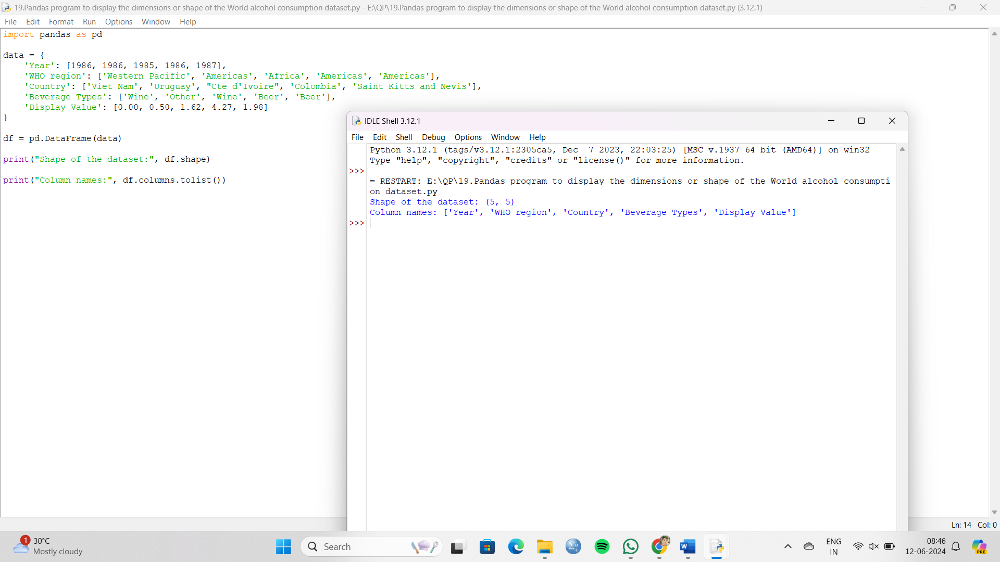 19.Pandas program to display the dimensions or shape of the World alcohol consumption dataset.py - E:\QP\19.Pandas program to display the dimensions or shape of the World alcohol consumption dataset.py (3.12.1)
File Edit Format Run Options Window Help
import pandas as pd
data = {
    'Year': [1986, 1986, 1985, 1986, 1987],
    'WHO region': ['Western Pacific', 'Americas', 'Africa', 'Americas', 'Americas'],
    'Country': ['Viet Nam', 'Uruguay', "Cte d'Ivoire", 'Colombia', 'Saint Kitts and Nevis'],
    'Beverage Types': ['Wine', 'Other', 'Wine', 'Beer', 'Beer'],
    'Display Value': [0.00, 0.50, 1.62, 4.27, 1.98]
}
df = pd.DataFrame(data)
print("Shape of the dataset:", df.shape)
print("Column names:", df.columns.tolist())
IDLE Shell 3.12.1
File Edit Shell Debug Options Window Help
Python 3.12.1 (tags/v3.12.1:2305ca5, Dec  7 2023, 22:03:25) [MSC v.1937 64 bit (AMD64)] on win32
Type "help", "copyright", "credits" or "license()" for more information.
>>>
= RESTART: E:\QP\19.Pandas program to display the dimensions or shape of the World alcohol consumpti
on dataset.py
Shape of the dataset: (5, 5)
Column names: ['Year', 'WHO region', 'Country', 'Beverage Types', 'Display Value']
>>>
Ln: 14 Col: 0
1
30°C
Mostly cloudy
Search
ENG
IN
08:46
12-06-2024
PRE